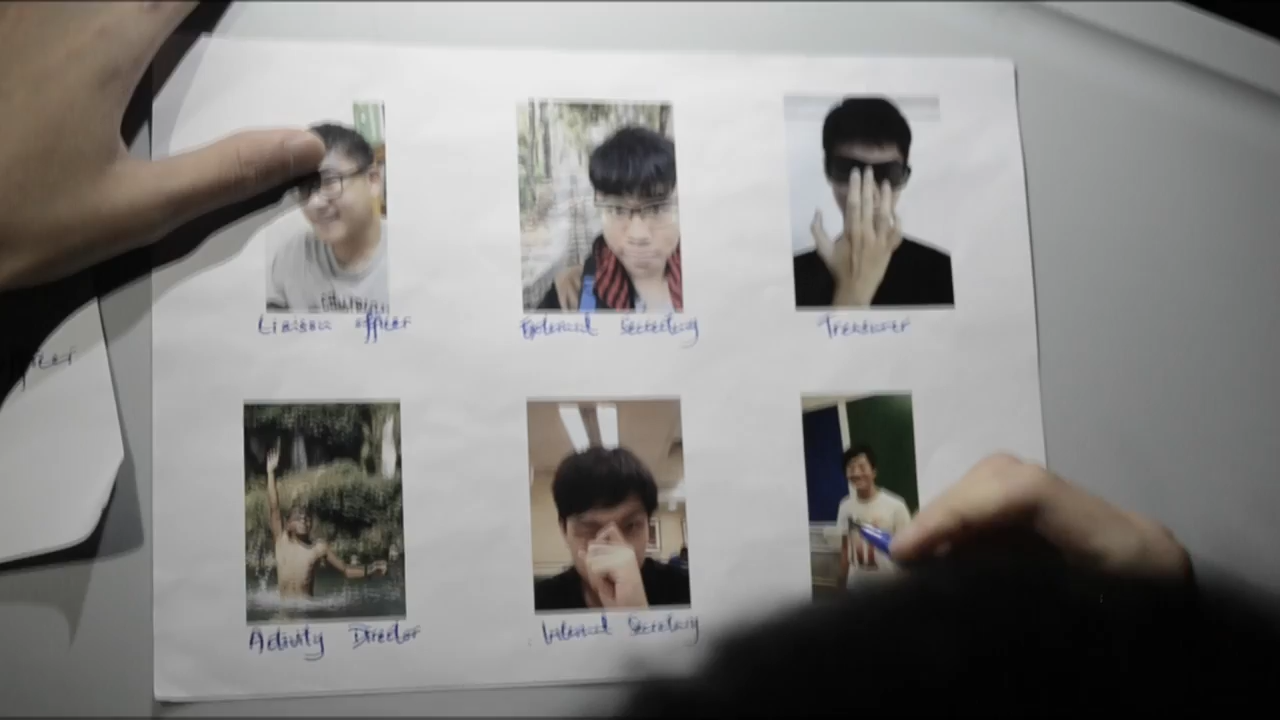 Liaison officer
External Secretary
Treasurer
Activity Director
Internal Secretary